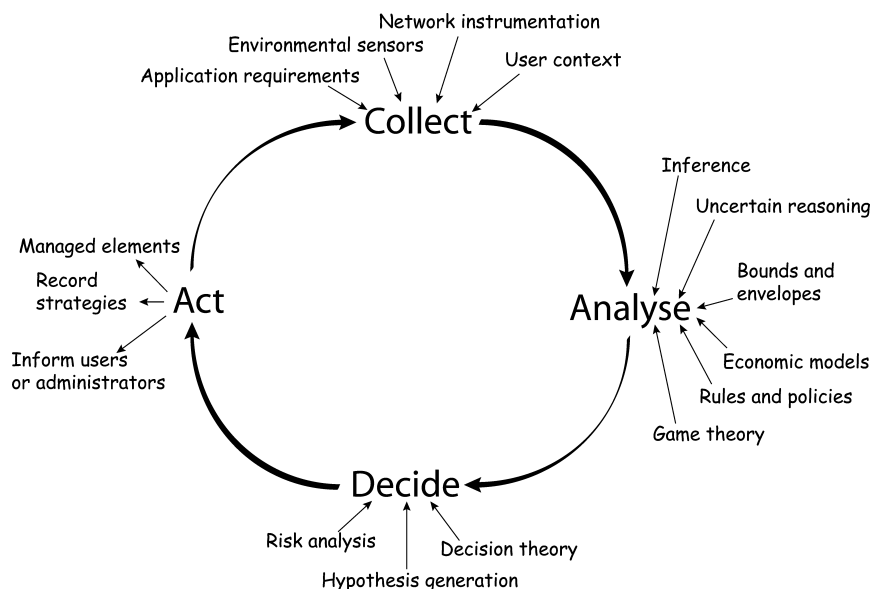 Network instrumentation
Environmental sensors
User context
Application requirements
Collect
Inference
Uncertain reasoning
Bounds and
envelopes
Analyse
Economic models
Rules and policies
Game theory
Decide
Risk analysis
Decision theory
Hypothesis generation
Act
Managed elements
Record
strategies
Inform users
or administrators